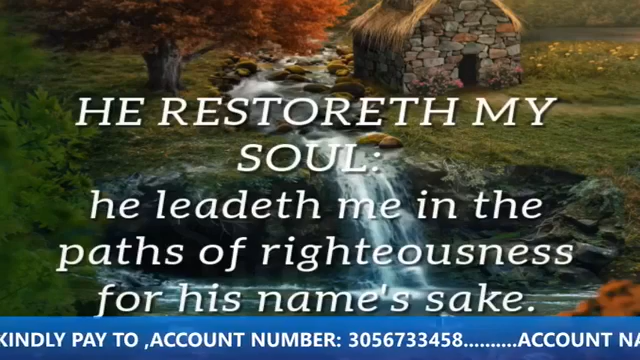 HE RESTORETH MY
SOUL:
he leadeth me in the
paths of righteousness
for his name's sake.
KINDLY PAY TO ,ACCOUNT NUMBER: 3056733458..........ACCOUNT NA